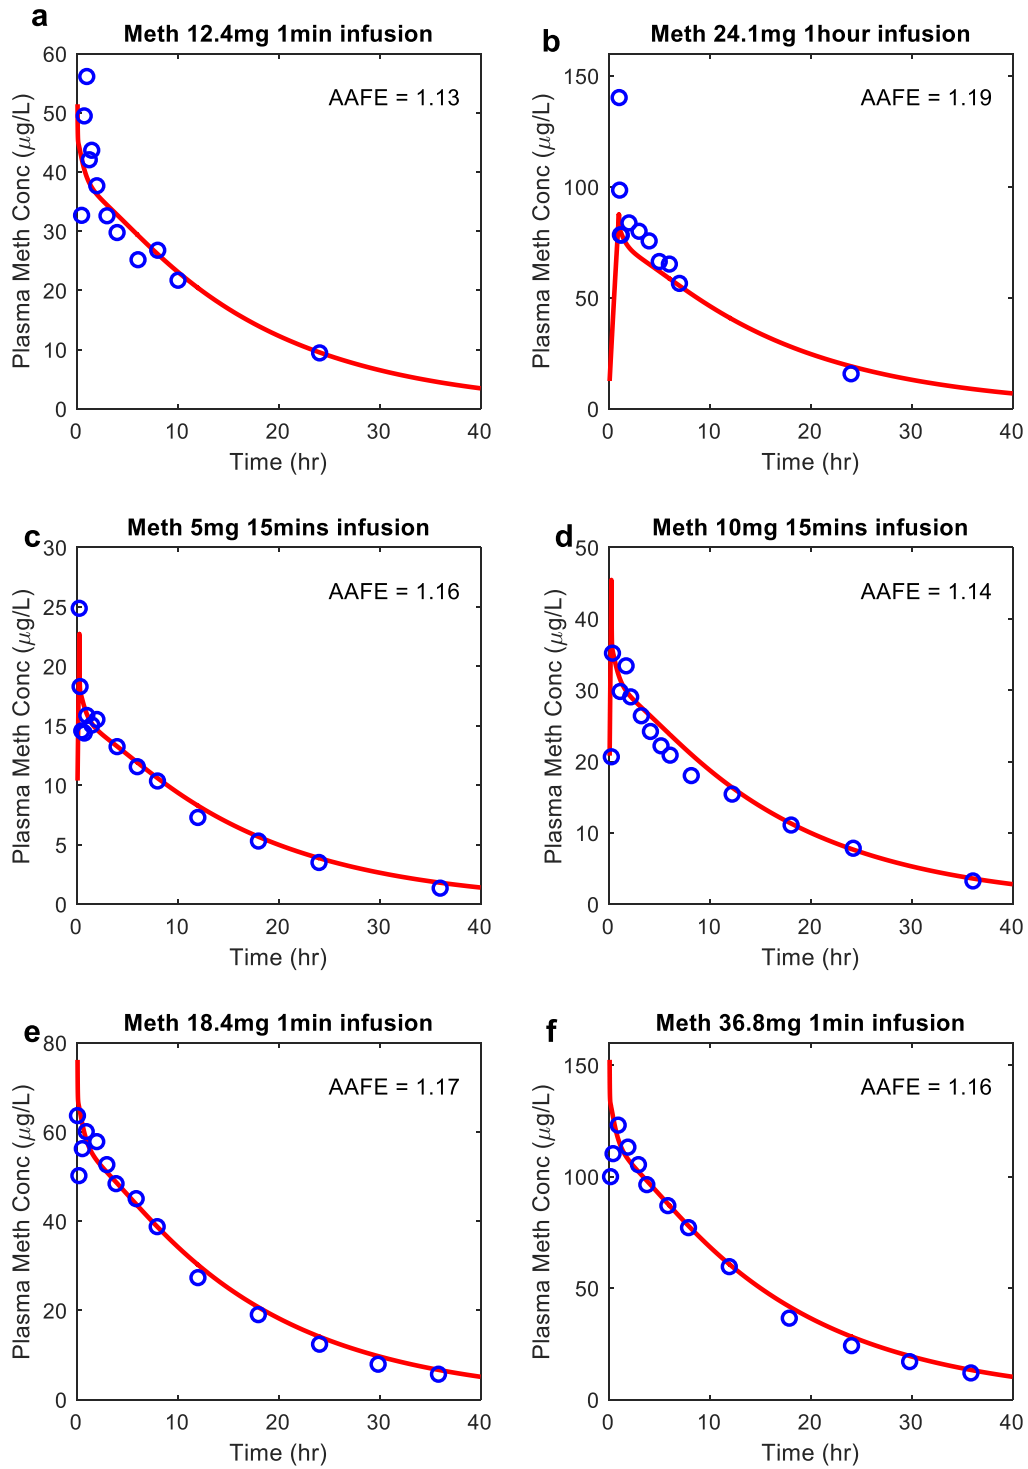 a
Meth 12.4mg 1min infusion
AAFE = 1.13
Plasma Meth Conc (μg/L)
60
50
40
30
20
10
0
0 10 20 30 40
Time (hr)
b
Meth 24.1mg 1hour infusion
AAFE = 1.19
Plasma Meth Conc (μg/L)
150
100
50
0
0 10 20 30 40
Time (hr)
c
Meth 5mg 15mins infusion
AAFE = 1.16
Plasma Meth Conc (μg/L)
30
25
20
15
10
5
0
0 10 20 30 40
Time (hr)
d
Meth 10mg 15mins infusion
AAFE = 1.14
Plasma Meth Conc (μg/L)
50
40
30
20
10
0
0 10 20 30 40
Time (hr)
e
Meth 18.4mg 1min infusion
AAFE = 1.17
Plasma Meth Conc (μg/L)
80
60
40
20
0
0 10 20 30 40
Time (hr)
f
Meth 36.8mg 1min infusion
AAFE = 1.16
Plasma Meth Conc (μg/L)
150
100
50
0
0 10 20 30 40
Time (hr)